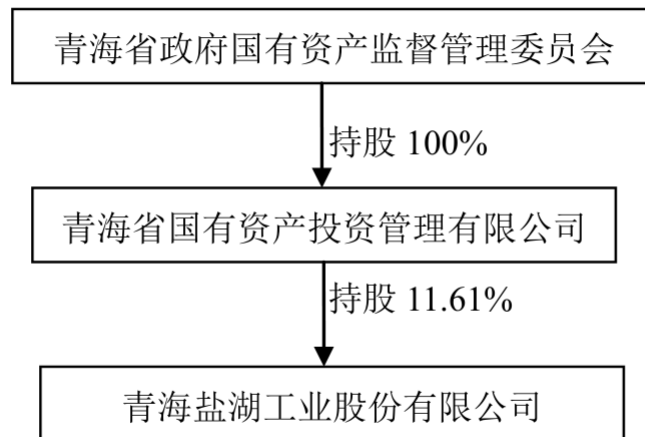 青海省政府国有资产监督管理委员会
持股 100%
青海省国有资产投资管理有限公司
持股 11.61%
青海盐湖工业股份有限公司